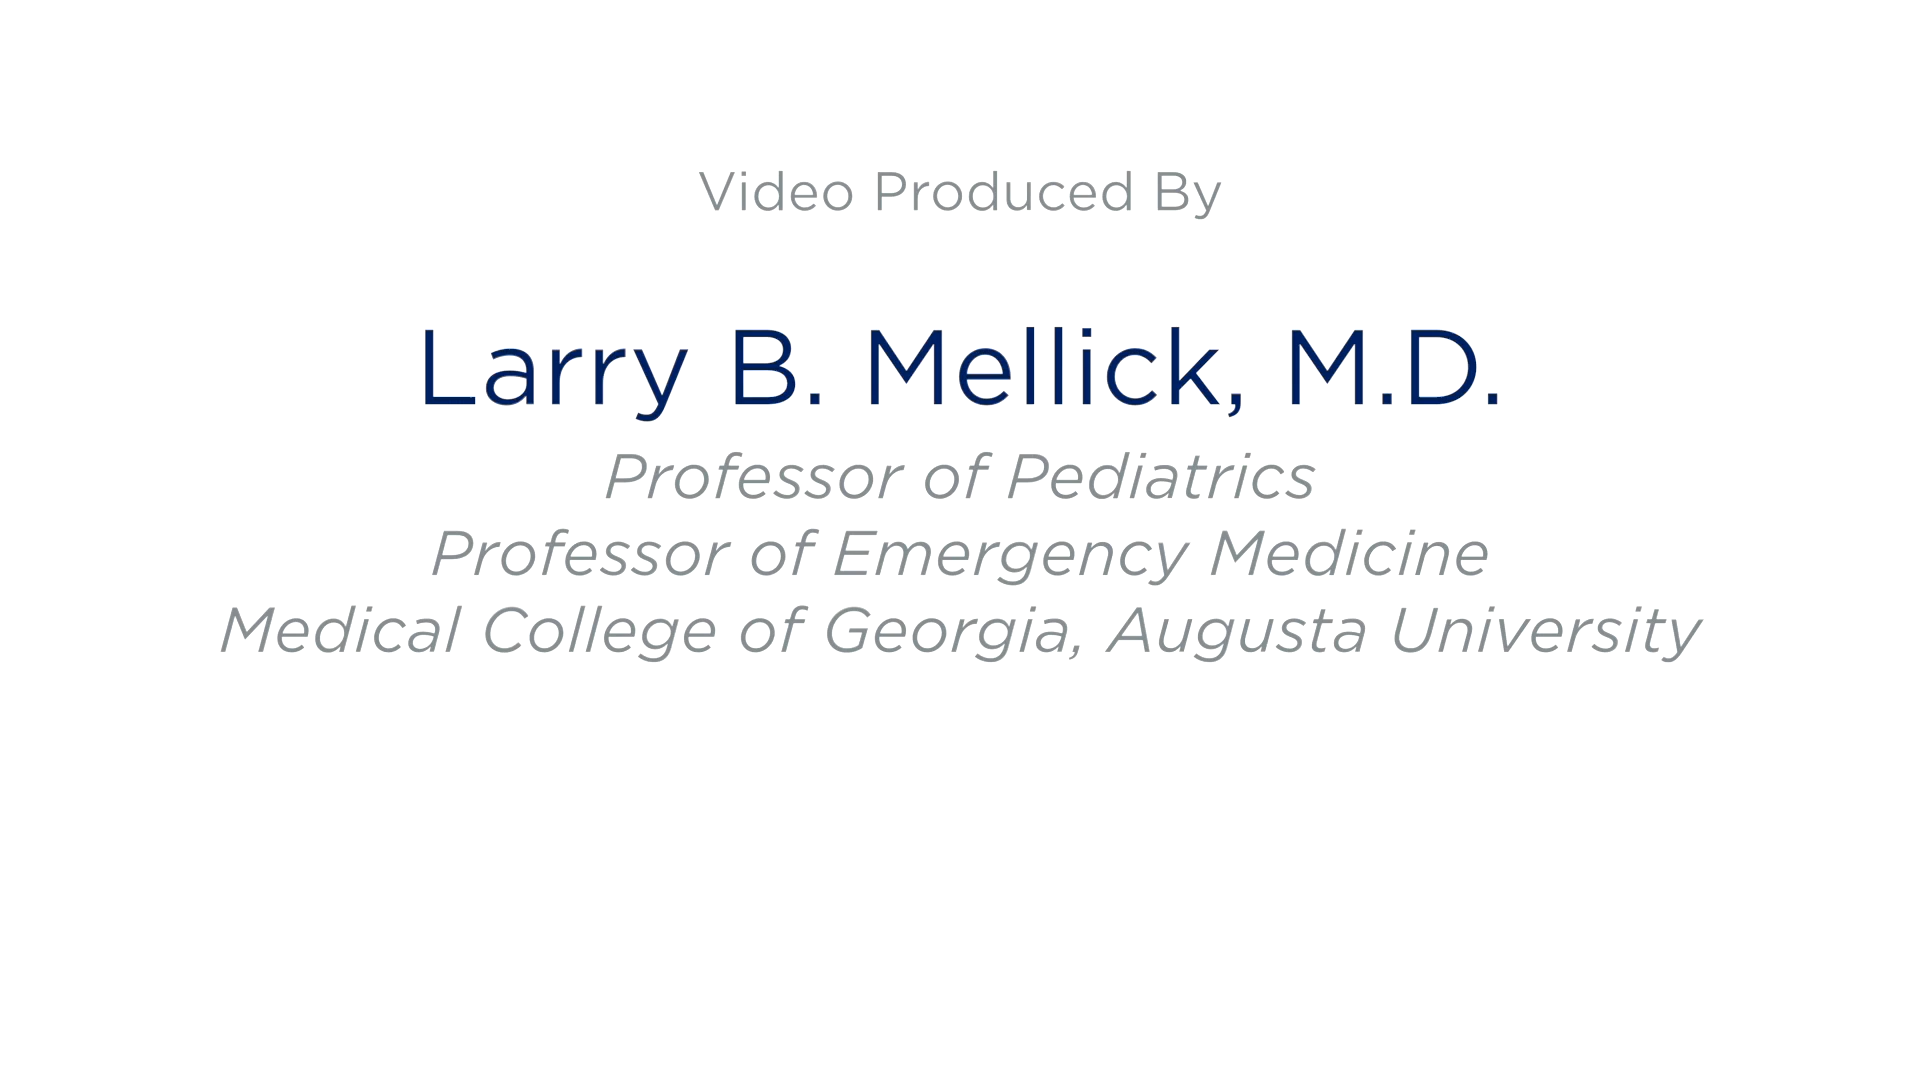 Video Produced By
Larry B. Mellick, M.D.
Professor of Pediatrics
Professor of Emergency Medicine
Medical College of Georgia, Augusta University